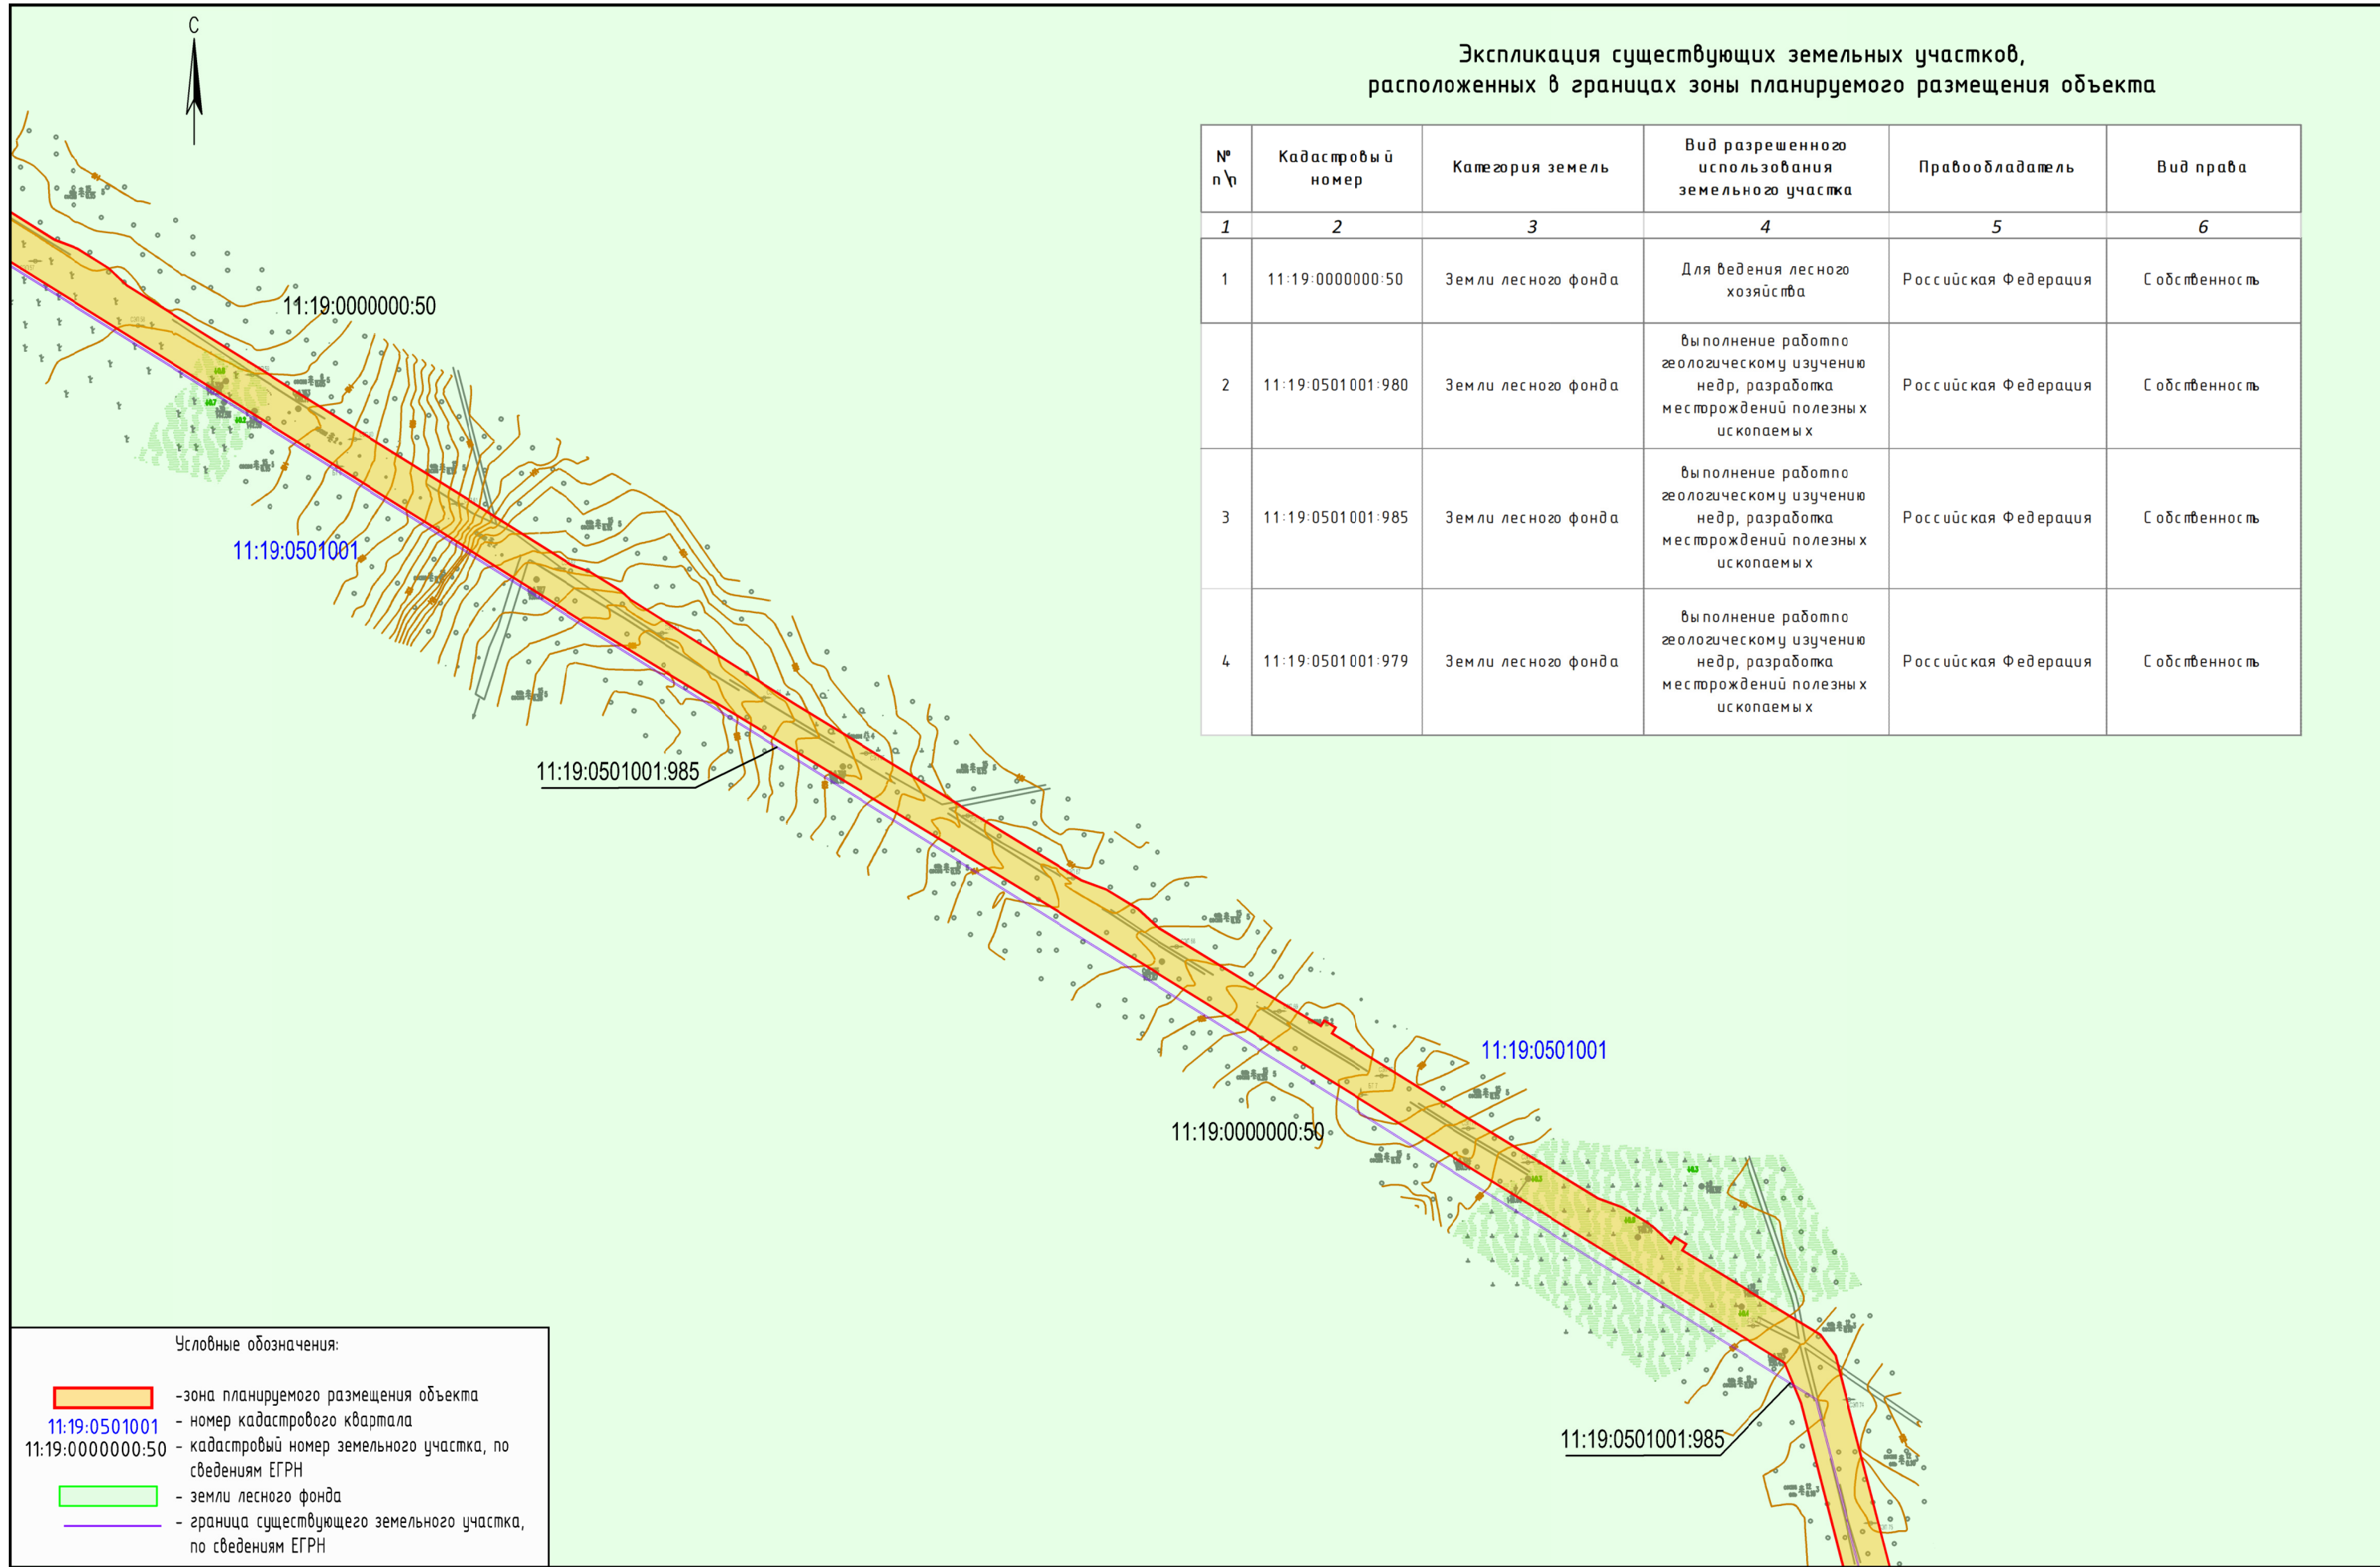 С
Экспликация существующих земельных участков,
расположенных в границах зоны планируемого размещения объекта
№ п\п
Кадастровый номер
Категория земель
Вид разрешенного использования земельного участка
Правообладатель
Вид права
1 2 3 4 5 6
1 11:19:0000000:50 Земли лесного фонда Для ведения лесного хозяйства Российская Федерация Собственность
2 11:19:0501001:980 Земли лесного фонда выполнение работпо геологическому изучению недр, разработка месторождений полезных ископаемых Российская Федерация Собственность
3 11:19:0501001:985 Земли лесного фонда выполнение работпо геологическому изучению недр, разработка месторождений полезных ископаемых Российская Федерация Собственность
4 11:19:0501001:979 Земли лесного фонда выполнение работпо геологическому изучению недр, разработка месторождений полезных ископаемых Российская Федерация Собственность
11:19:0000000:50
11:19:0501001
11:19:0501001:985
11:19:0501001
11:19:0000000:50
11:19:0501001:985
Условные обозначения:
-зона планируемого размещения объекта
11:19:0501001 - номер кадастрового квартала
11:19:0000000:50 - кадастровый номер земельного участка, по
сведениям ЕГРН
- земли лесного фонда
- граница существующего земельного участка,
по сведениям ЕГРН